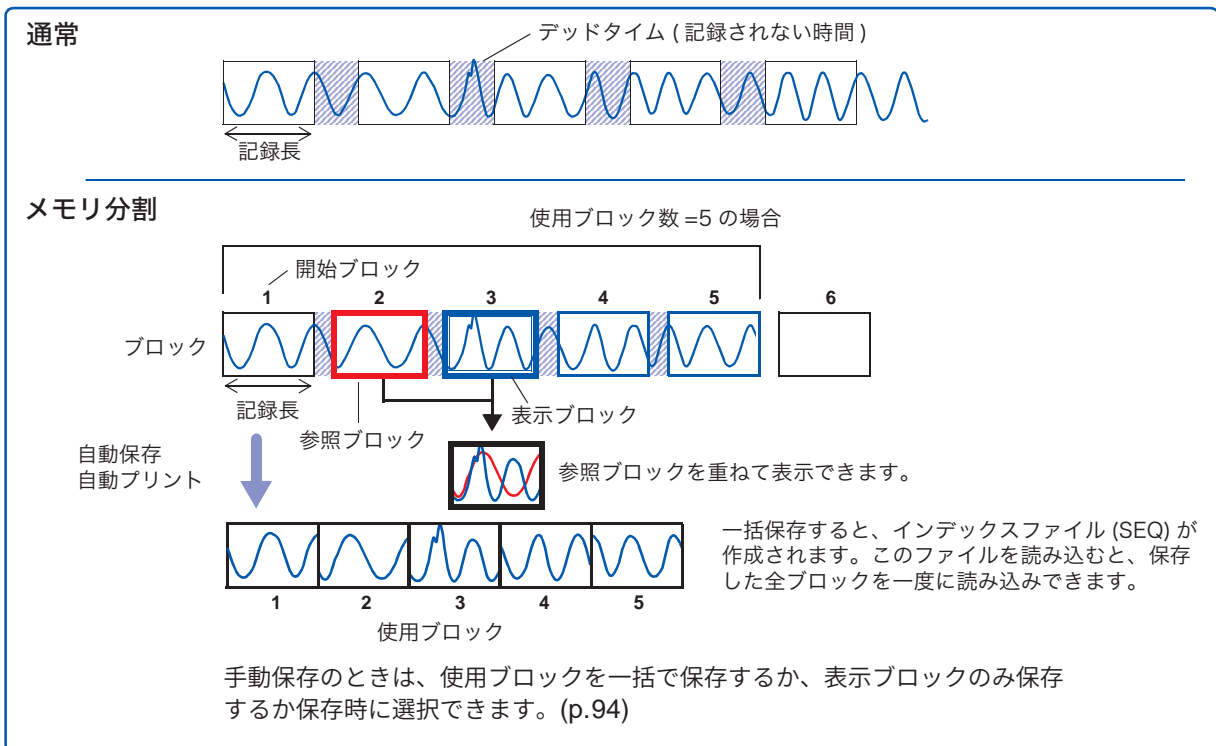 通常
デッドタイム ( 記録されない時間 )
記録長
メモリ分割
使用ブロック数 =5 の場合
開始ブロック
1 2 3 4 5 6
ブロック
記録長
参照ブロック
表示ブロック
自動保存
自動プリント
参照ブロックを重ねて表示できます。
一括保存すると、インデックスファイル (SEQ) が
作成されます。このファイルを読み込むと、保存
した全ブロックを一度に読み込みできます。
1 2 3 4 5
使用ブロック
手動保存のときは、使用ブロックを一括で保存するか、表示ブロックのみ保存
するか保存時に選択できます。(p.94)